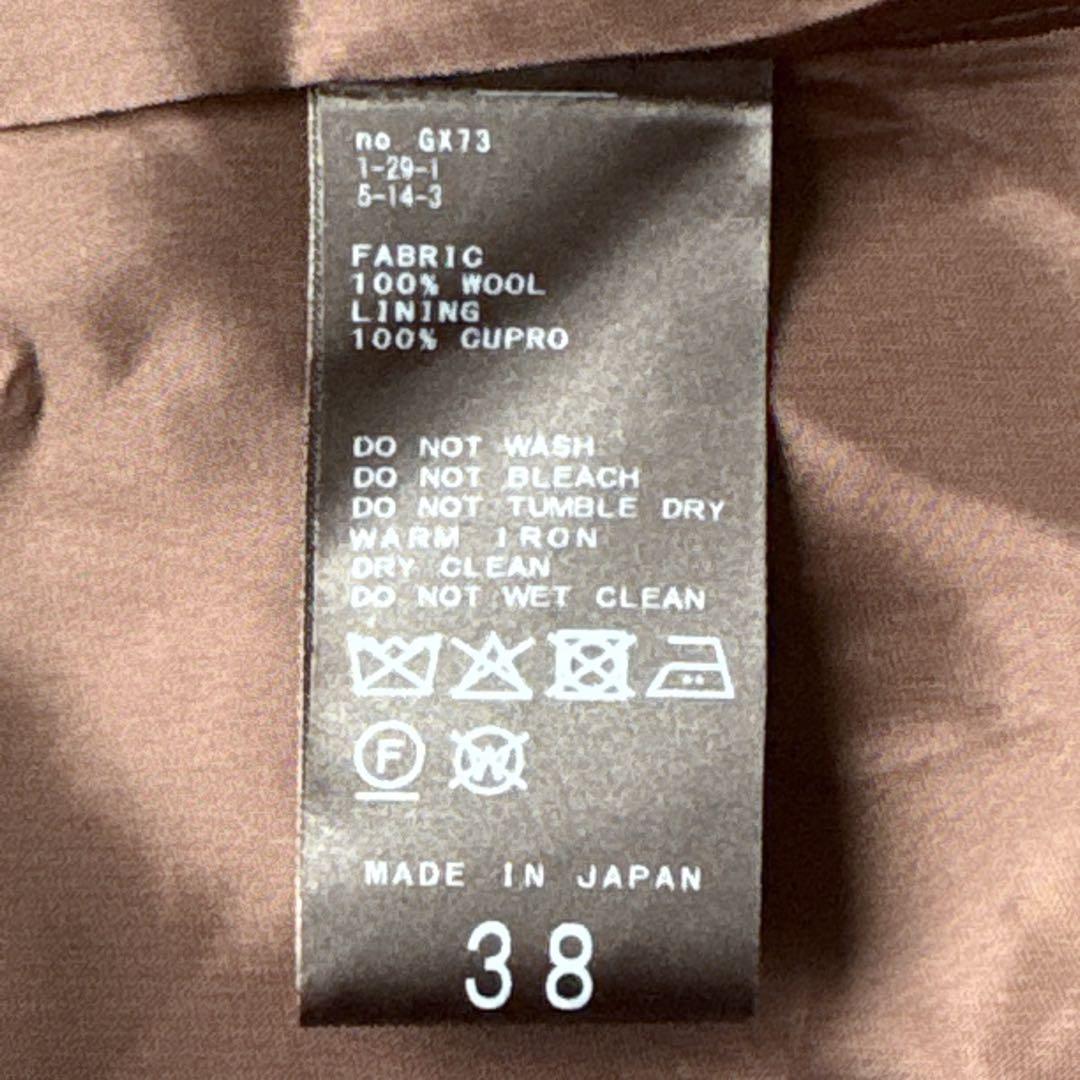 no. GX73
1-29-1
5-14-3
FABRIC
100% WOOL
LINING
100% CUPRO
DO NOT WASH
DO NOT BLEACH
DO NOT TUMBLE DRY
WARM IRON
DRY CLEAN
DO NOT WET CLEAN
F W
MADE IN JAPAN
38